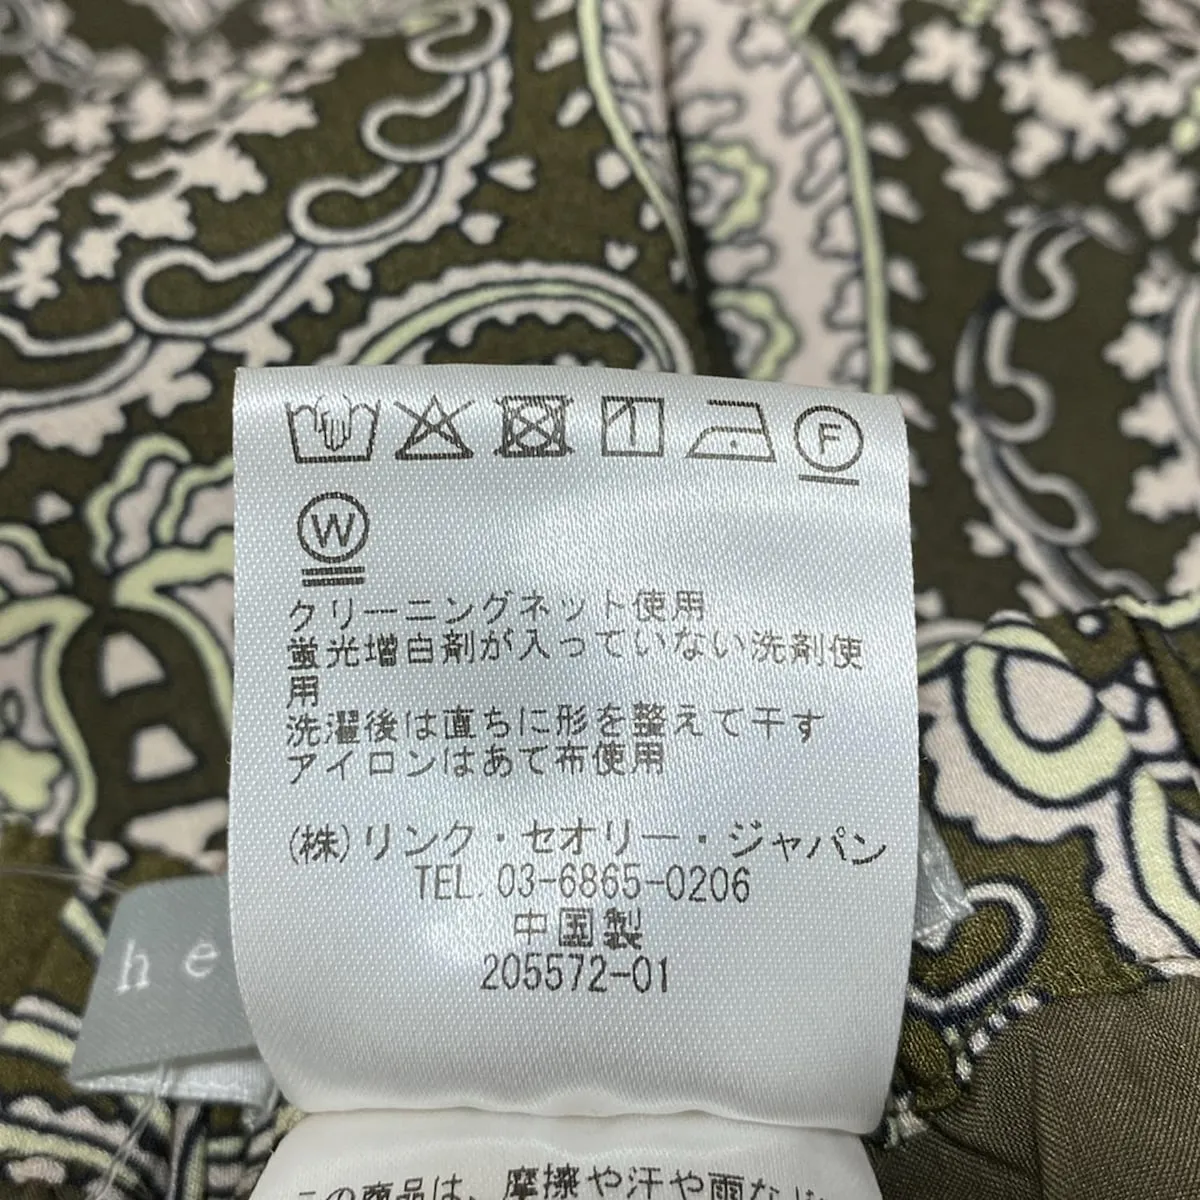 F
W
クリーニングネット使用
蛍光増白剤が入っていない洗剤使
用
洗濯後は直ちに形を整えて干す
アイロンはあて布使用
(株)リンク・セオリー・ジャパン
TEL. 03-6865-0206
中国製
205572-01
he
この商品は、摩擦や汗や雨など